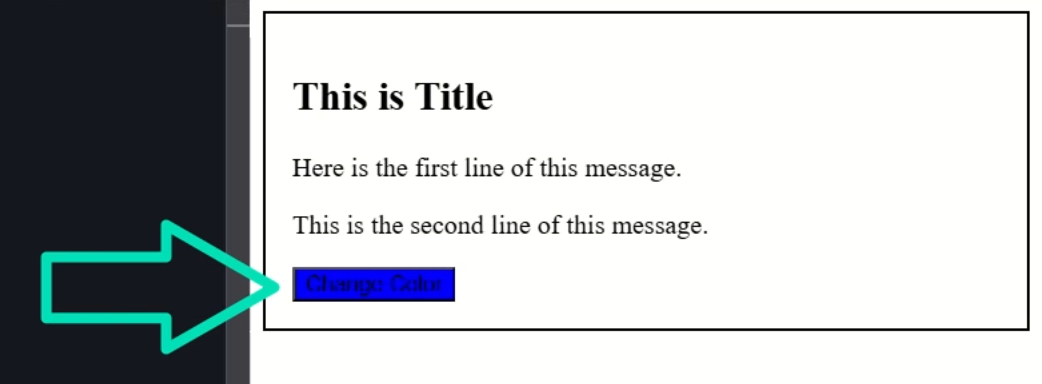 This is Title
Here is the first line of this message.
This is the second line of this message.
Change Color